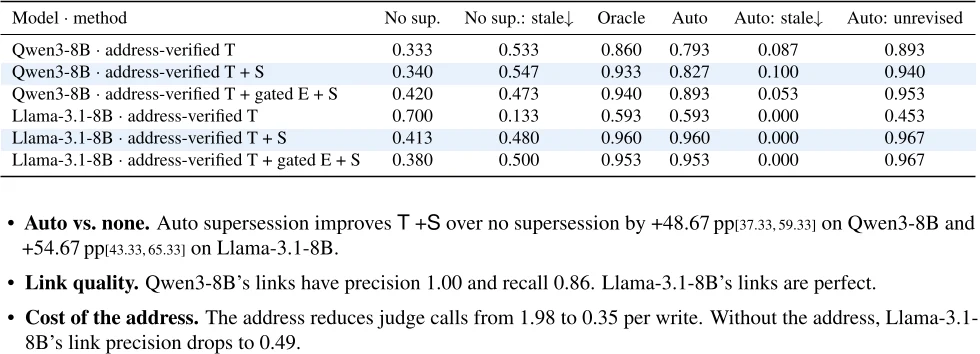 Model · method No sup. No sup.: stale↓ Oracle Auto Auto: stale↓ Auto: unrevised
Qwen3-8B · address-verified T 0.333 0.533 0.860 0.793 0.087 0.893
Qwen3-8B · address-verified T + S 0.340 0.547 0.933 0.827 0.100 0.940
Qwen3-8B · address-verified T + gated E + S 0.420 0.473 0.940 0.893 0.053 0.953
Llama-3.1-8B · address-verified T 0.700 0.133 0.593 0.593 0.000 0.453
Llama-3.1-8B · address-verified T + S 0.413 0.480 0.960 0.960 0.000 0.967
Llama-3.1-8B · address-verified T + gated E + S 0.380 0.500 0.953 0.953 0.000 0.967
• Auto vs. none. Auto supersession improves T +S over no supersession by +48.67 pp[37.33, 59.33] on Qwen3-8B and
+54.67 pp[43.33, 65.33] on Llama-3.1-8B.
• Link quality. Qwen3-8B's links have precision 1.00 and recall 0.86. Llama-3.1-8B's links are perfect.
• Cost of the address. The address reduces judge calls from 1.98 to 0.35 per write. Without the address, Llama-3.1-
8B's link precision drops to 0.49.